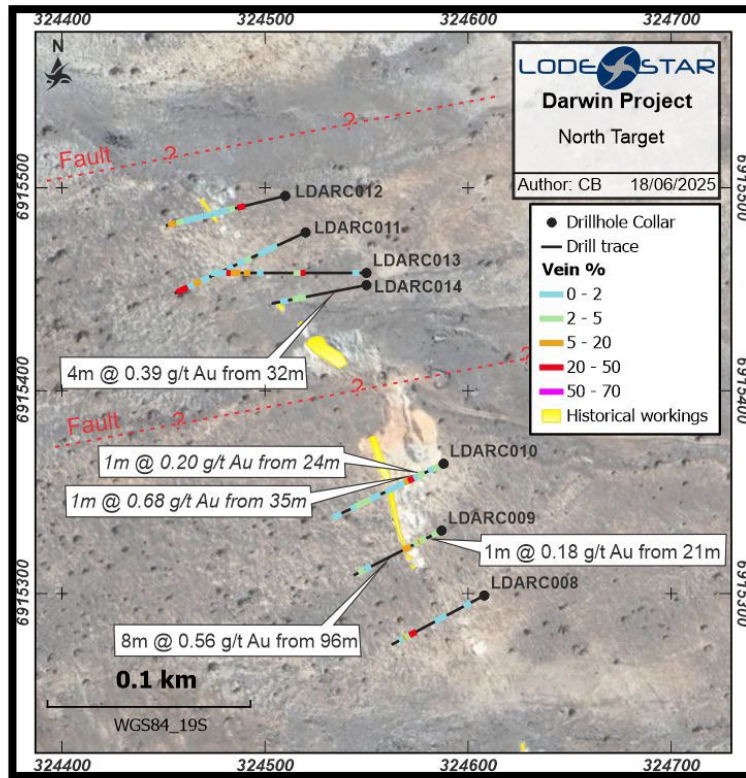 324400 324500 324600 324700
N
LODE STAR
Darwin Project
North Target
Author: CB 18/06/2025
Drillhole Collar
Drill trace
Vein %
0 - 2
2 - 5
5 - 20
20 - 50
50 - 70
Historical workings
6915500
6915400
6915300
6915500
6915400
6915300
Fault ? ?
LDARC012
LDARC011
LDARC013
LDARC014
4m @ 0.39 g/t Au from 32m
Fault ? ? ?
LDARC010
1m @ 0.20 g/t Au from 24m
1m @ 0.68 g/t Au from 35m
LDARC009
1m @ 0.18 g/t Au from 21m
LDARC008
8m @ 0.56 g/t Au from 96m
0.1 km
WGS84_19S
324400 324500 324600 324700